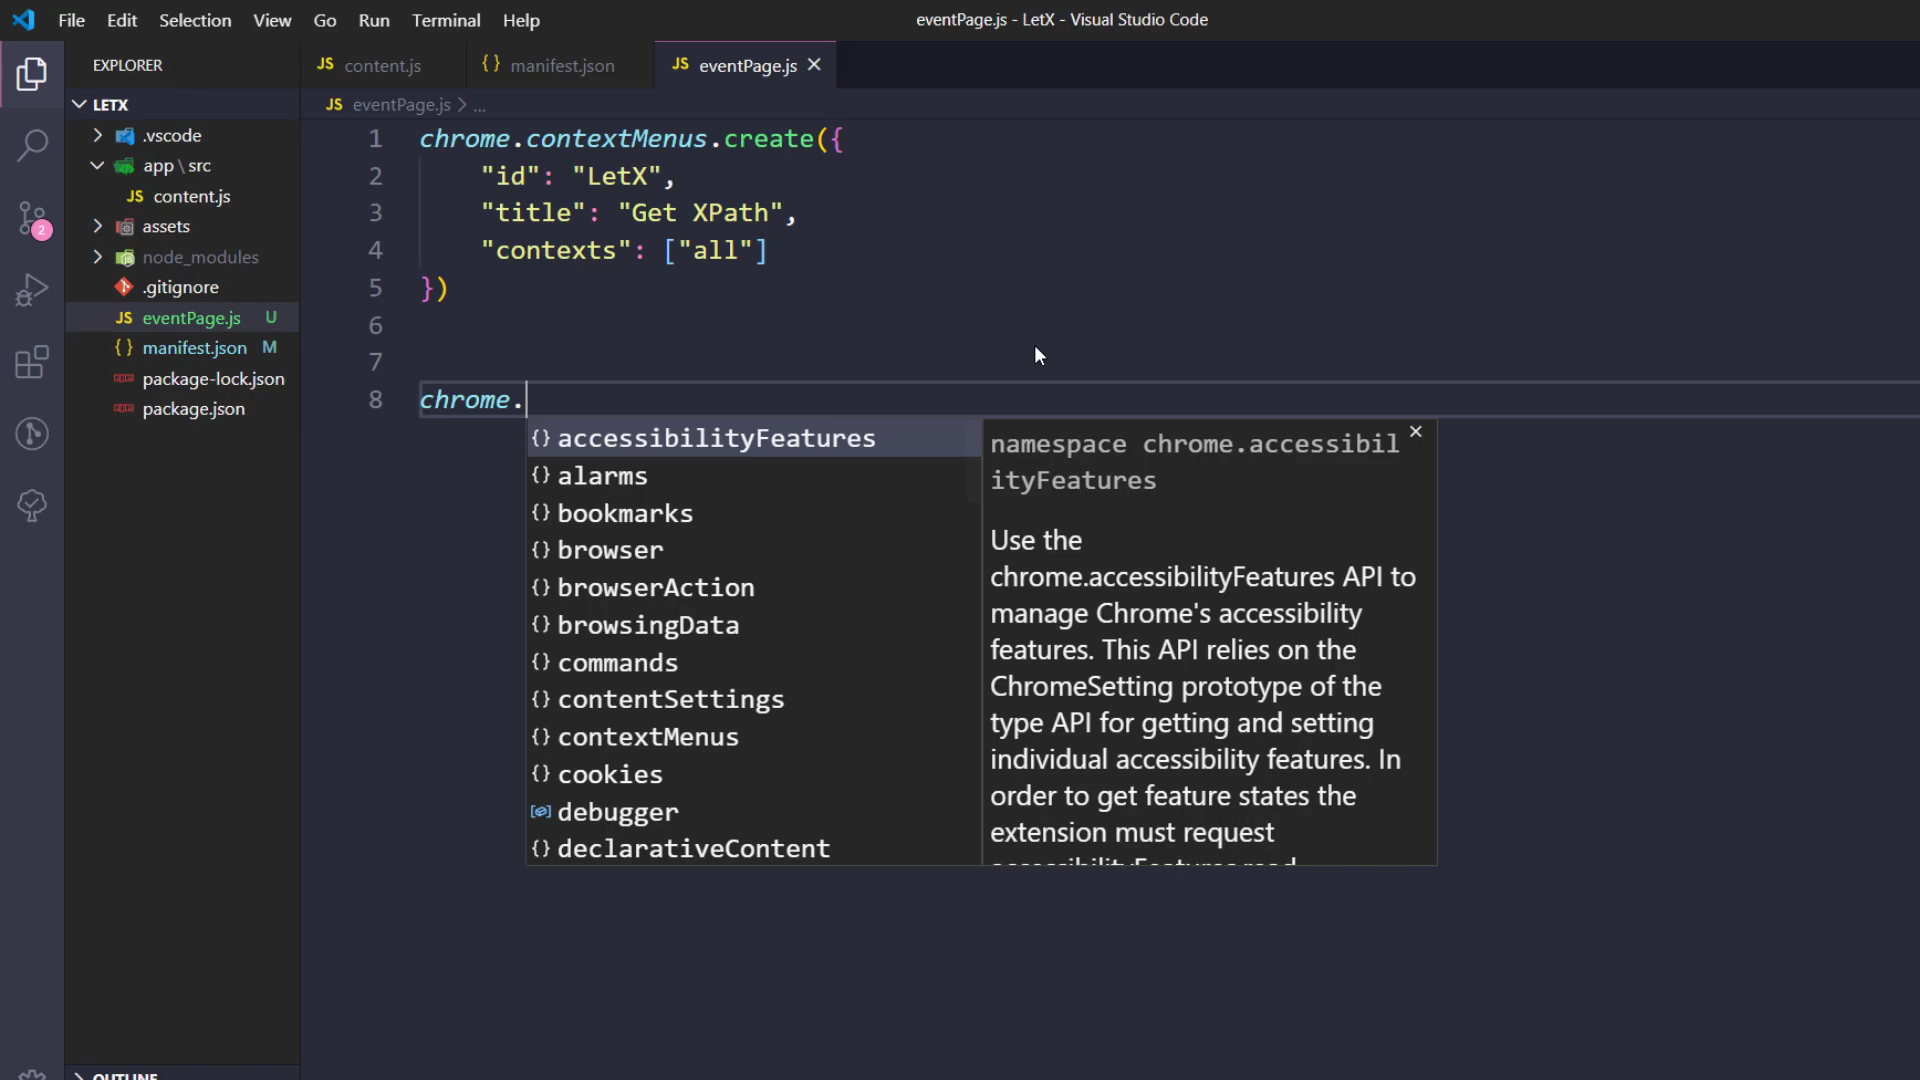 File Edit Selection View Go Run Terminal Help
eventPage.js - LetX - Visual Studio Code
EXPLORER
LETX
.vscode
app \ src
JS content.js
assets
node_modules
.gitignore
JS eventPage.js U
{} manifest.json M
package-lock.json
package.json
OUTLINE
2
JS content.js
{} manifest.json
JS eventPage.js ×
JS eventPage.js > ...
1 chrome.contextMenus.create({
2 "id": "LetX",
3 "title": "Get XPath",
4 "contexts": ["all"]
5 })
6
7
8 chrome.
{} accessibilityFeatures
{} alarms
{} bookmarks
{} browser
{} browserAction
{} browsingData
{} commands
{} contentSettings
{} contextMenus
{} cookies
debugger
{} declarativeContent
namespace chrome.accessibil
ityFeatures
Use the
chrome.accessibilityFeatures API to
manage Chrome's accessibility
features. This API relies on the
ChromeSetting prototype of the
type API for getting and setting
individual accessibility features. In
order to get feature states the
extension must request
accessibilityFeatures.read